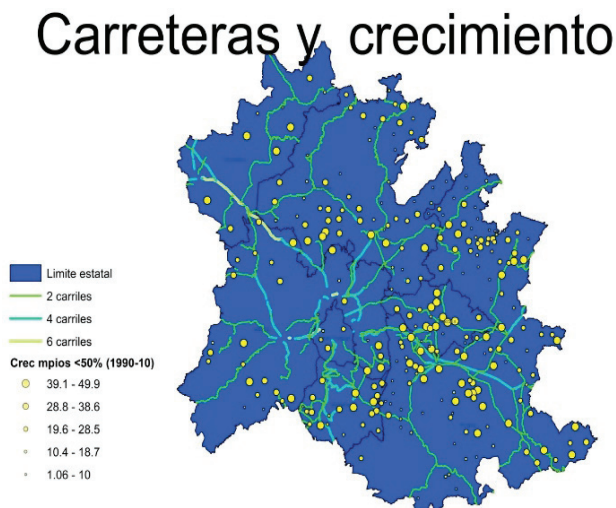 Carreteras y crecimiento
Limite estatal
2 carriles
4 carriles
6 carriles
Crec mpios <50% (1990-10)
39.1 - 49.9
28.8 - 38.6
19.6 - 28.5
10.4 - 18.7
1.06 - 10